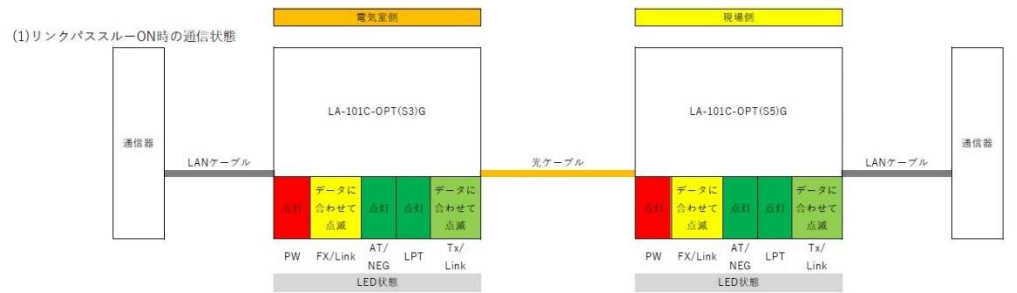 電気室側
現場側
(1)リンクパススルーON時の通信状態
LA-101C-OPT(S3)G
LA-101C-OPT(S5)G
通信器
LANケーブル
光ケーブル
LANケーブル
通信器
点灯
データに
合わせて
点滅
点灯
点灯
データに
合わせて
点滅
点灯
データに
合わせて
点滅
点灯
点灯
データに
合わせて
点滅
PW
FX/Link
AT/
NEG
LPT
Tx/
Link
PW
FX/Link
AT/
NEG
LPT
Tx/
Link
LED状態
LED状態